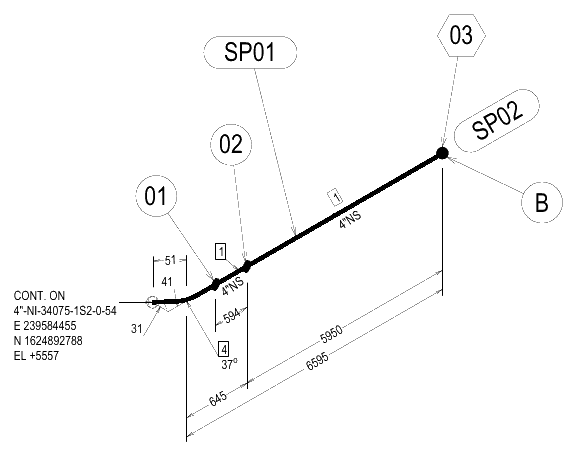 03
SP01
SP02
02
01
B
1
4"NS
1
4"NS
51
41
31
594
4
37°
CONT. ON
4"-NI-34075-1S2-0-54
E 239584455
N 1624892788
EL +5557
5950
6595
645